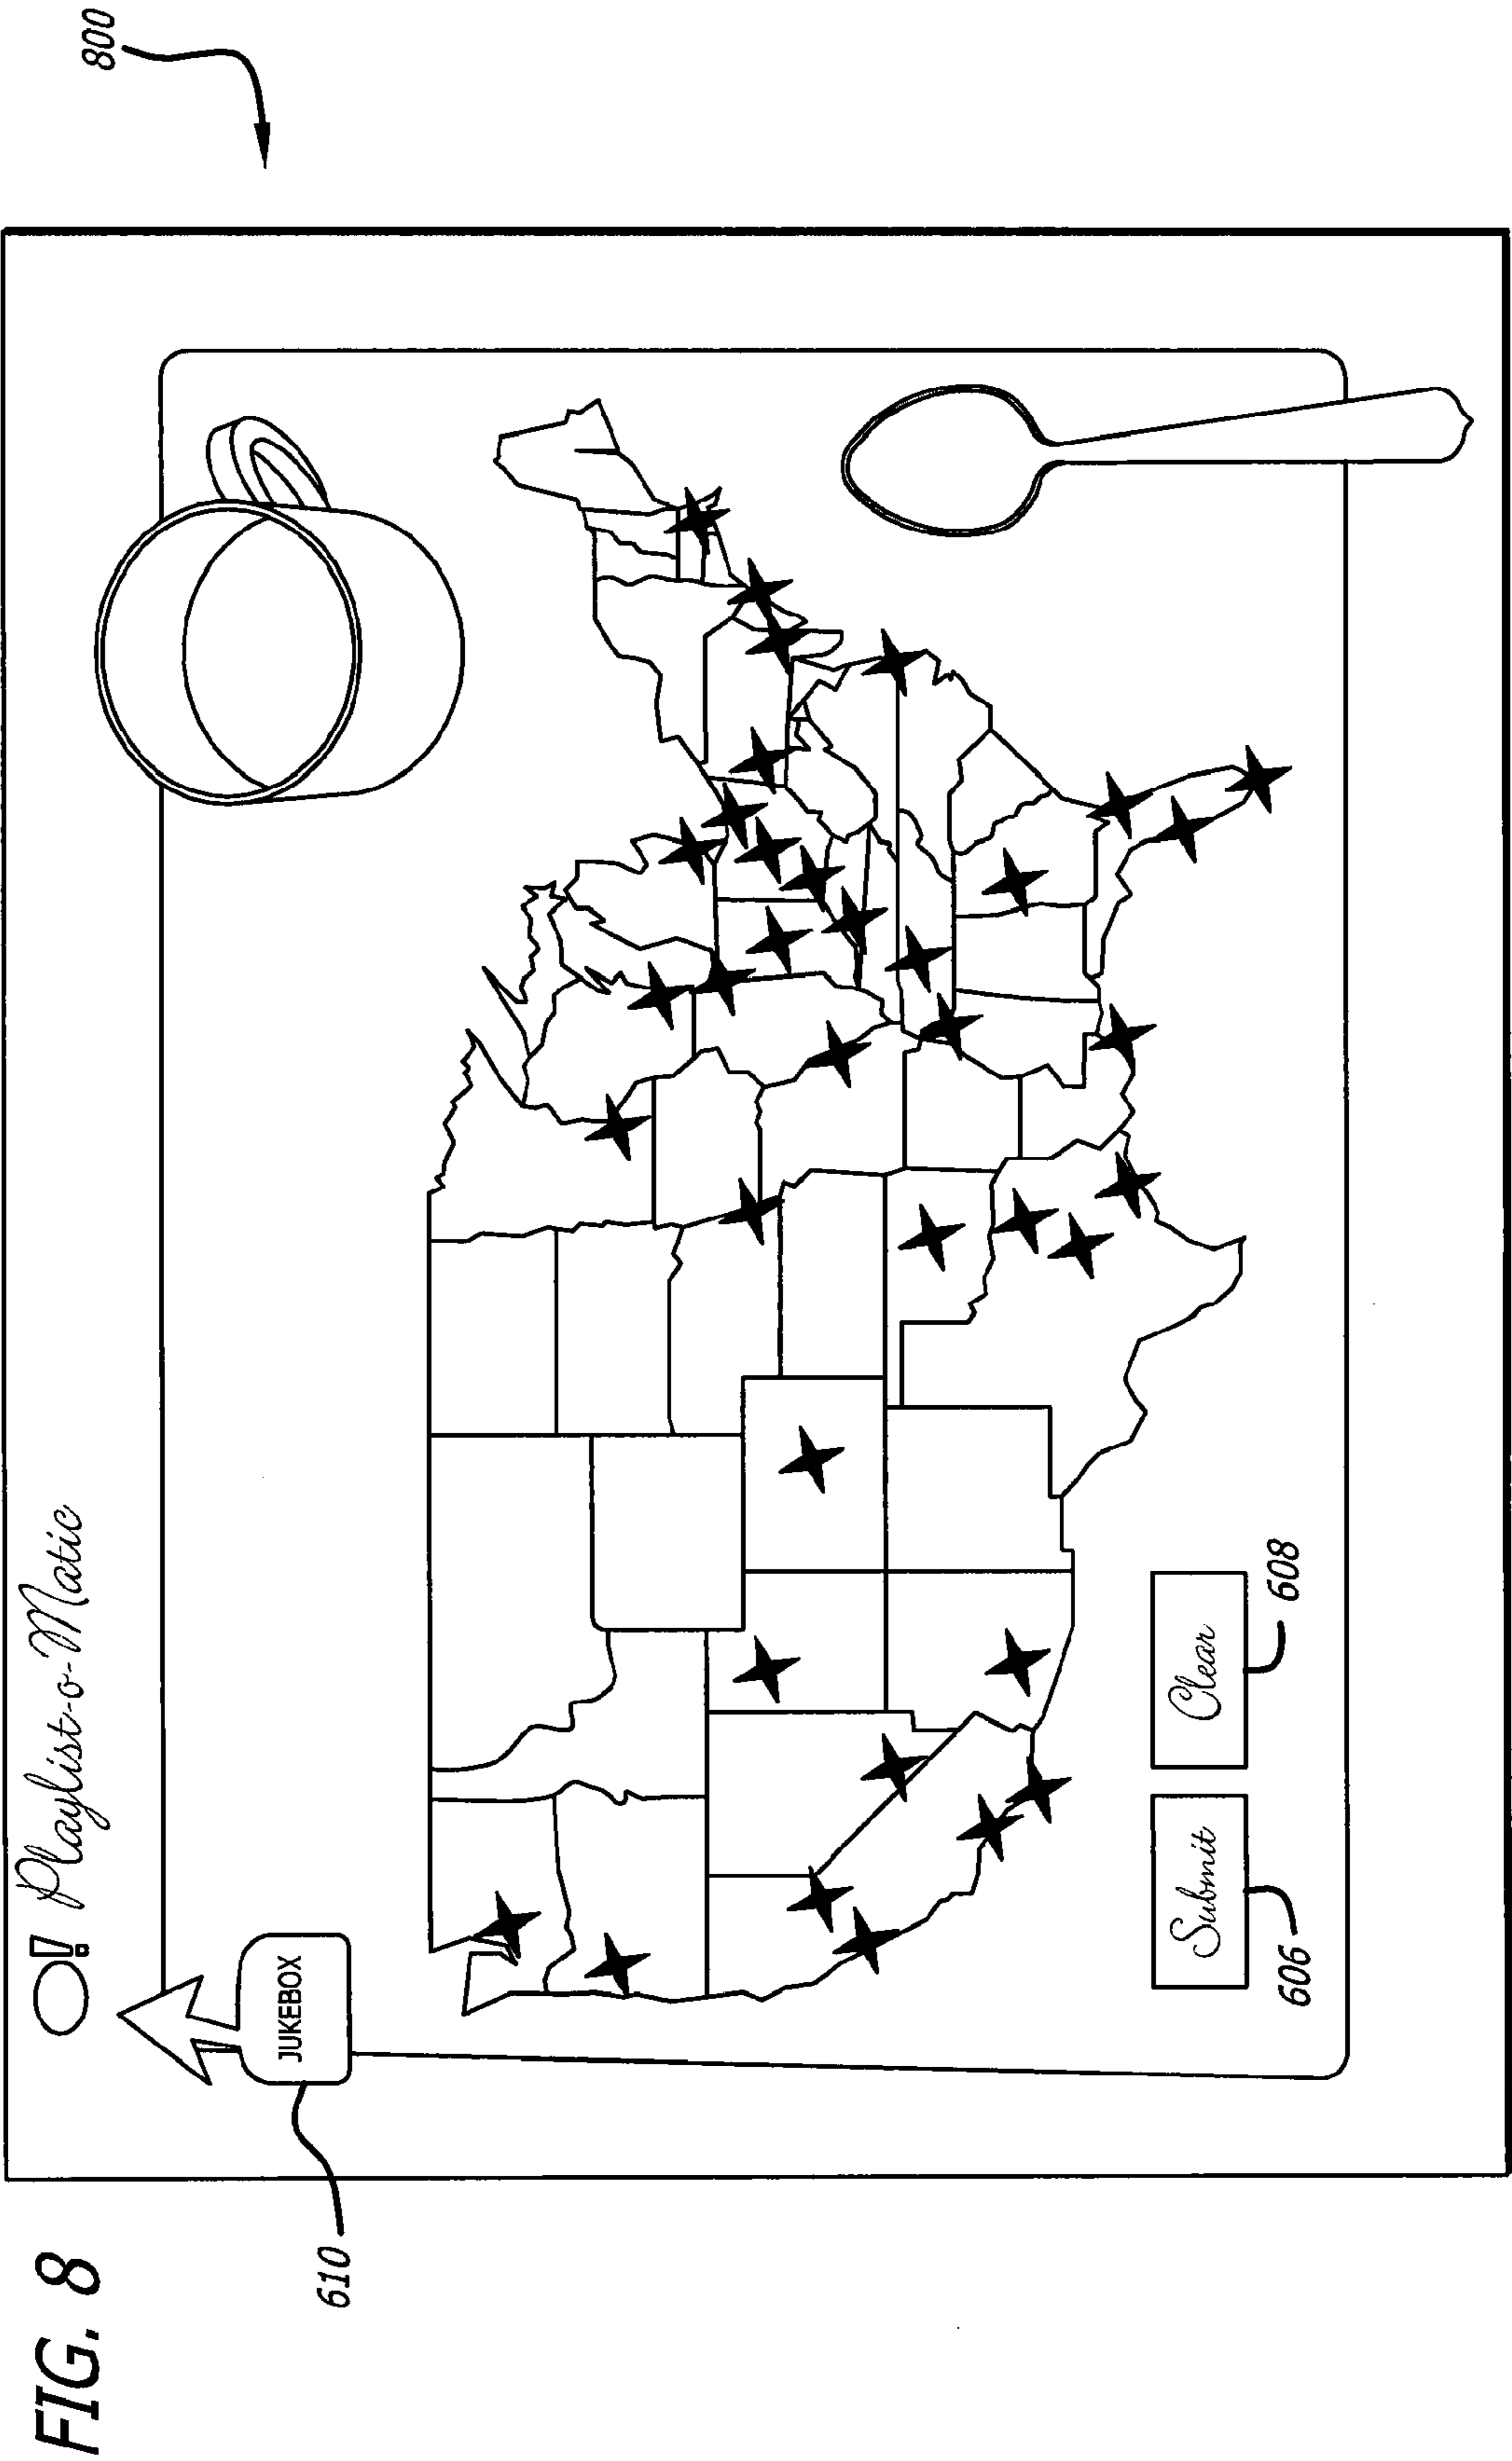 FIG. 8
800
O! Playlist-o-Matic
JUKEBOX
610
Submit
Clear
606
608